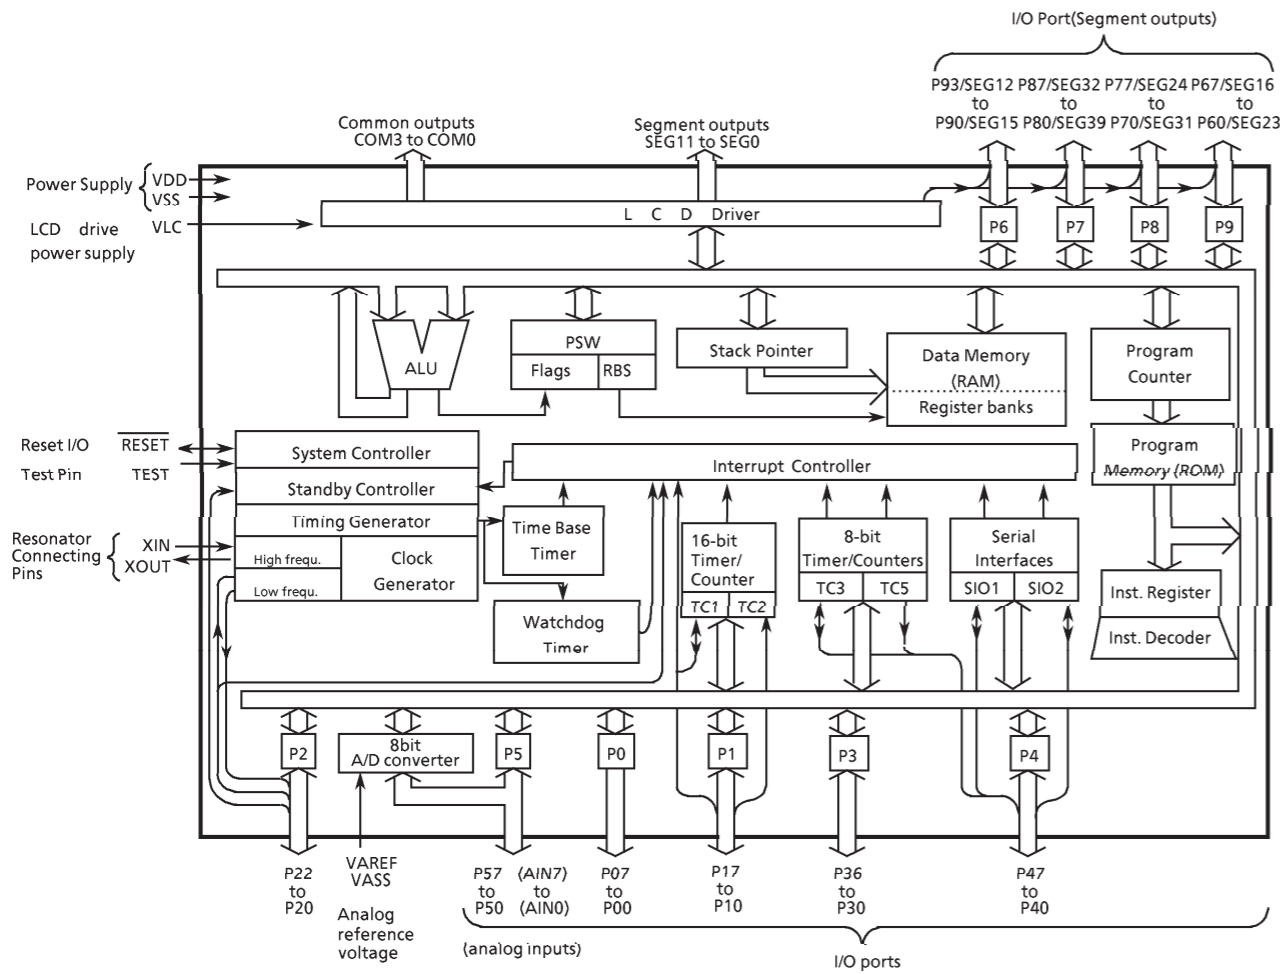 I/O Port(Segment outputs)
P93/SEG12 P87/SEG32 P77/SEG24 P67/SEG16
to to to to
P90/SEG15 P80/SEG39 P70/SEG31 P60/SEG23
Common outputs
COM3 to COM0
Segment outputs
SEG11 to SEG0
Power Supply
VDD
VSS
LCD drive
power supply
VLC
L C D Driver
P6
P7
P8
P9
ALU
PSW
Flags
RBS
Stack Pointer
Data Memory
(RAM)
Register banks
Program
Counter
Reset I/O
RESET
Test Pin
TEST
System Controller
Standby Controller
Timing Generator
High frequ.
Low frequ.
Clock
Generator
Interrupt Controller
Program
Memory (ROM)
Resonator
Connecting
Pins
XIN
XOUT
Time Base
Timer
Watchdog
Timer
16-bit
Timer/
Counter
TC1
TC2
8-bit
Timer/Counters
TC3
TC5
Serial
Interfaces
SIO1
SIO2
Inst. Register
Inst. Decoder
P2
8bit
A/D converter
P5
P0
P1
P3
P4
P22
to
P20
VAREF
VASS
Analog
reference
voltage
P57 (AIN7)
to to
P50 (AIN0)
(analog inputs)
P07
to
P00
P17
to
P10
P36
to
P30
P47
to
P40
I/O ports